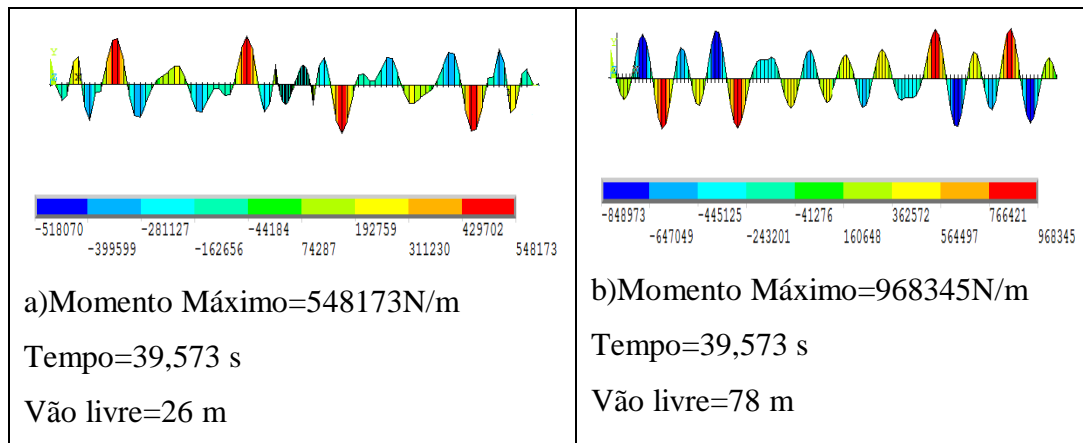 -518070 -281127 -44184 192759 429702
-399599 -162656 74287 311230 548173
a)Momento Máximo=548173N/m
Tempo=39,573 s
Vão livre=26 m
-848973 -445125 -41276 362572 766421
-647049 -243201 160648 564497 968345
b)Momento Máximo=968345N/m
Tempo=39,573 s
Vão livre=78 m